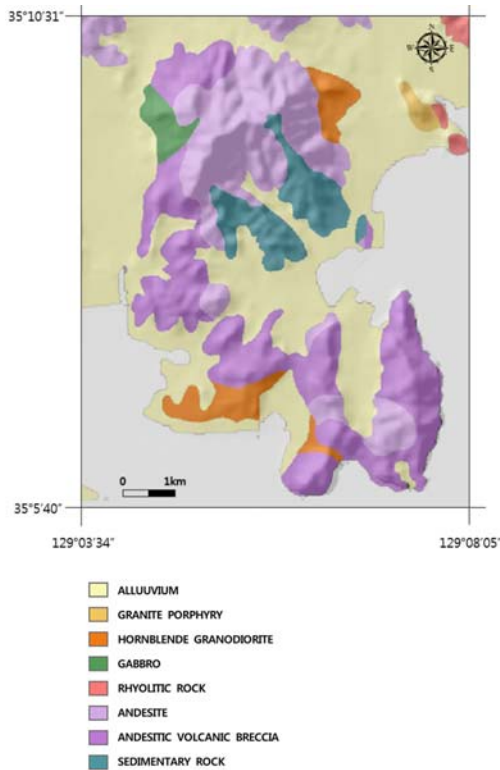 35°10'31"
N
W
E
S
0 1km
35°5'40"
129°03'34"
129°08'05"
ALLUUVIUM
GRANITE PORPHYRY
HORNBLENDE GRANODIORITE
GABBRO
RHYOLITIC ROCK
ANDESITE
ANDESITIC VOLCANIC BRECCIA
SEDIMENTARY ROCK